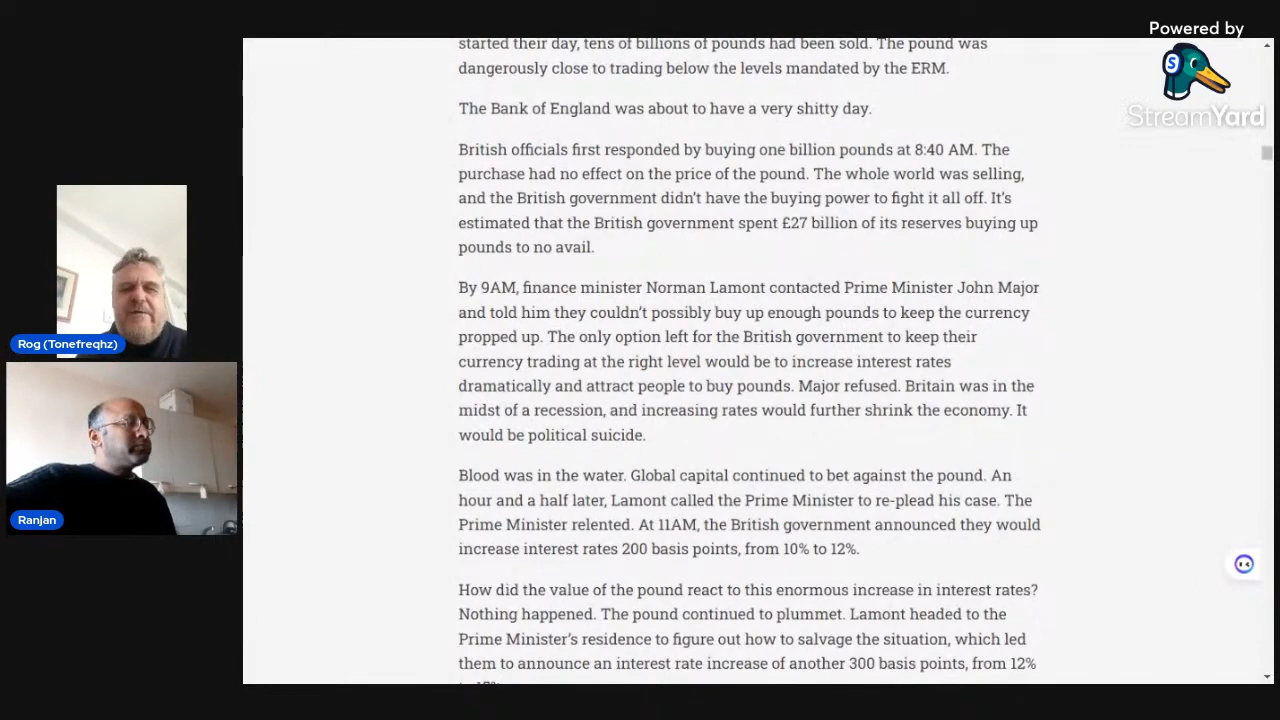 Powered by
StreamYard
started their day, tens of billions of pounds had been sold. The pound was
dangerously close to trading below the levels mandated by the ERM.
The Bank of England was about to have a very shitty day.
British officials first responded by buying one billion pounds at 8:40 AM. The
purchase had no effect on the price of the pound. The whole world was selling,
and the British government didn’t have the buying power to fight it all off. It’s
estimated that the British government spent £27 billion of its reserves buying up
pounds to no avail.
By 9AM, finance minister Norman Lamont contacted Prime Minister John Major
and told him they couldn’t possibly buy up enough pounds to keep the currency
propped up. The only option left for the British government to keep their
currency trading at the right level would be to increase interest rates
dramatically and attract people to buy pounds. Major refused. Britain was in the
midst of a recession, and increasing rates would further shrink the economy. It
would be political suicide.
Blood was in the water. Global capital continued to bet against the pound. An
hour and a half later, Lamont called the Prime Minister to re-plead his case. The
Prime Minister relented. At 11AM, the British government announced they would
increase interest rates 200 basis points, from 10% to 12%.
How did the value of the pound react to this enormous increase in interest rates?
Nothing happened. The pound continued to plummet. Lamont headed to the
Prime Minister’s residence to figure out how to salvage the situation, which led
them to announce an interest rate increase of another 300 basis points, from 12%
Rog (Tonefreqhz)
Ranjan